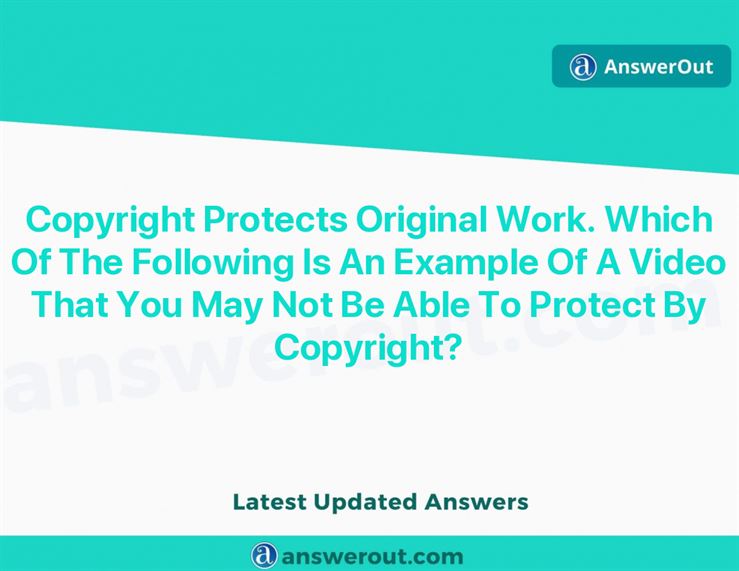 AnswerOut
Copyright Protects Original Work. Which
Of The Following Is An Example Of A Video
That You May Not Be Able To Protect By
Copyright?
answerout.com
Latest Updated Answers
answerout.com